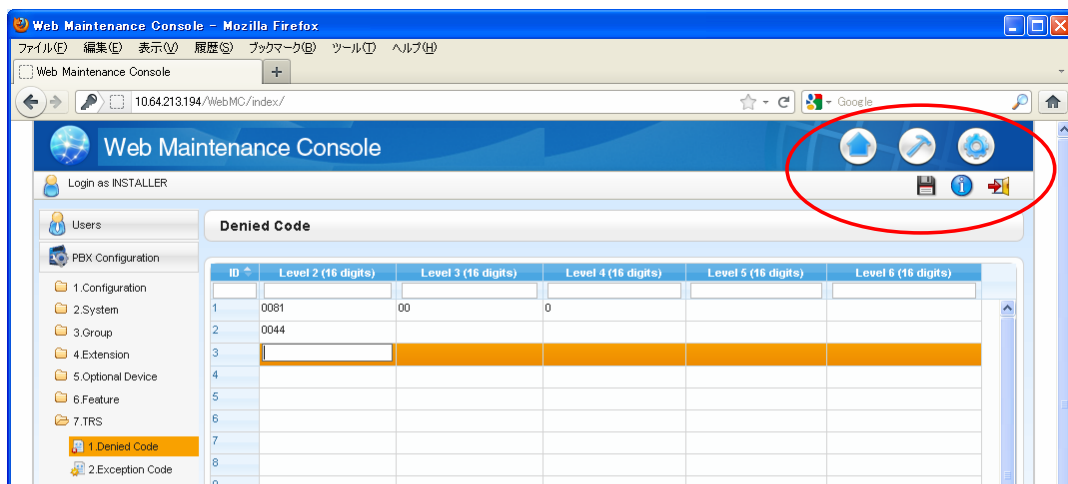 Web Maintenance Console - Mozilla Firefox
ファイル(F) 編集(E) 表示(V) 履歴(S) ブックマーク(B) ツール(T) ヘルプ(H)
Web Maintenance Console
10.64.213.194/WebMC/index/
Google
Web Maintenance Console
Login as INSTALLER
Users
Denied Code
PBX Configuration
ID Level 2 (16 digits) Level 3 (16 digits) Level 4 (16 digits) Level 5 (16 digits) Level 6 (16 digits)
1.Configuration
1 0081 00 0
2.System
2 0044
3.Group
3
4.Extension
4
5.Optional Device
5
6.Feature
6
7.TRS
7
1.Denied Code
8
2.Exception Code